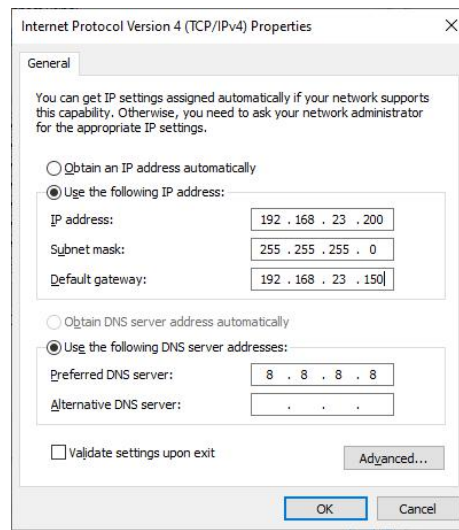 Internet Protocol Version 4 (TCP/IPv4) Properties
General
You can get IP settings assigned automatically if your network supports
this capability. Otherwise, you need to ask your network administrator
for the appropriate IP settings.
Obtain an IP address automatically
Use the following IP address:
IP address: 192 . 168 . 23 . 200
Subnet mask: 255 . 255 . 255 . 0
Default gateway: 192 . 168 . 23 . 150
Obtain DNS server address automatically
Use the following DNS server addresses:
Preferred DNS server: 8 . 8 . 8 . 8
Alternative DNS server: . . .
Validate settings upon exit
Advanced...
OK Cancel